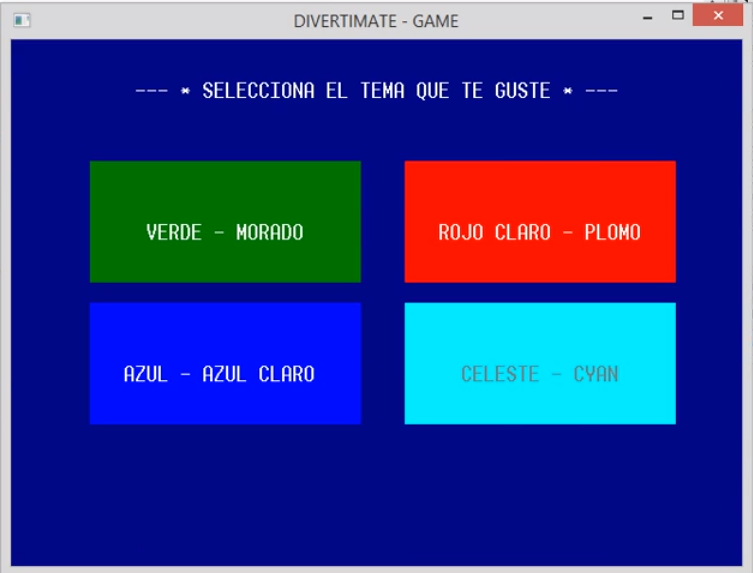 DIVERTIMATE - GAME
--- * SELECCIONA EL TEMA QUE TE GUSTE * ---
VERDE - MORADO
ROJO CLARO - PLOMO
AZUL - AZUL CLARO
CELESTE - CYAN